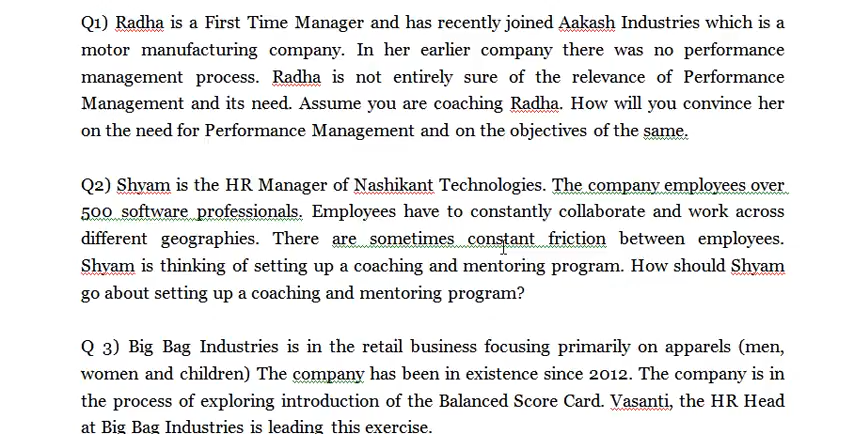 Q1) Radha is a First Time Manager and has recently joined Aakash Industries which is a
motor manufacturing company. In her earlier company there was no performance
management process. Radha is not entirely sure of the relevance of Performance
Management and its need. Assume you are coaching Radha. How will you convince her
on the need for Performance Management and on the objectives of the same.
Q2) Shyam is the HR Manager of Nashikant Technologies. The company employees over
500 software professionals. Employees have to constantly collaborate and work across
different geographies. There are sometimes constant friction between employees.
Shyam is thinking of setting up a coaching and mentoring program. How should Shyam
go about setting up a coaching and mentoring program?
Q 3) Big Bag Industries is in the retail business focusing primarily on apparels (men,
women and children) The company has been in existence since 2012. The company is in
the process of exploring introduction of the Balanced Score Card. Vasanti, the HR Head
at Big Bag Industries is leading this exercise.